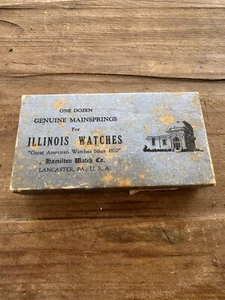 ONE DOZEN
GENUINE MAINSPRINGS
For
ILLINOIS WATCHES
"Great American Watches Since 1870"
Hamilton Watch Co.
LANCASTER, PA., U. S. A.